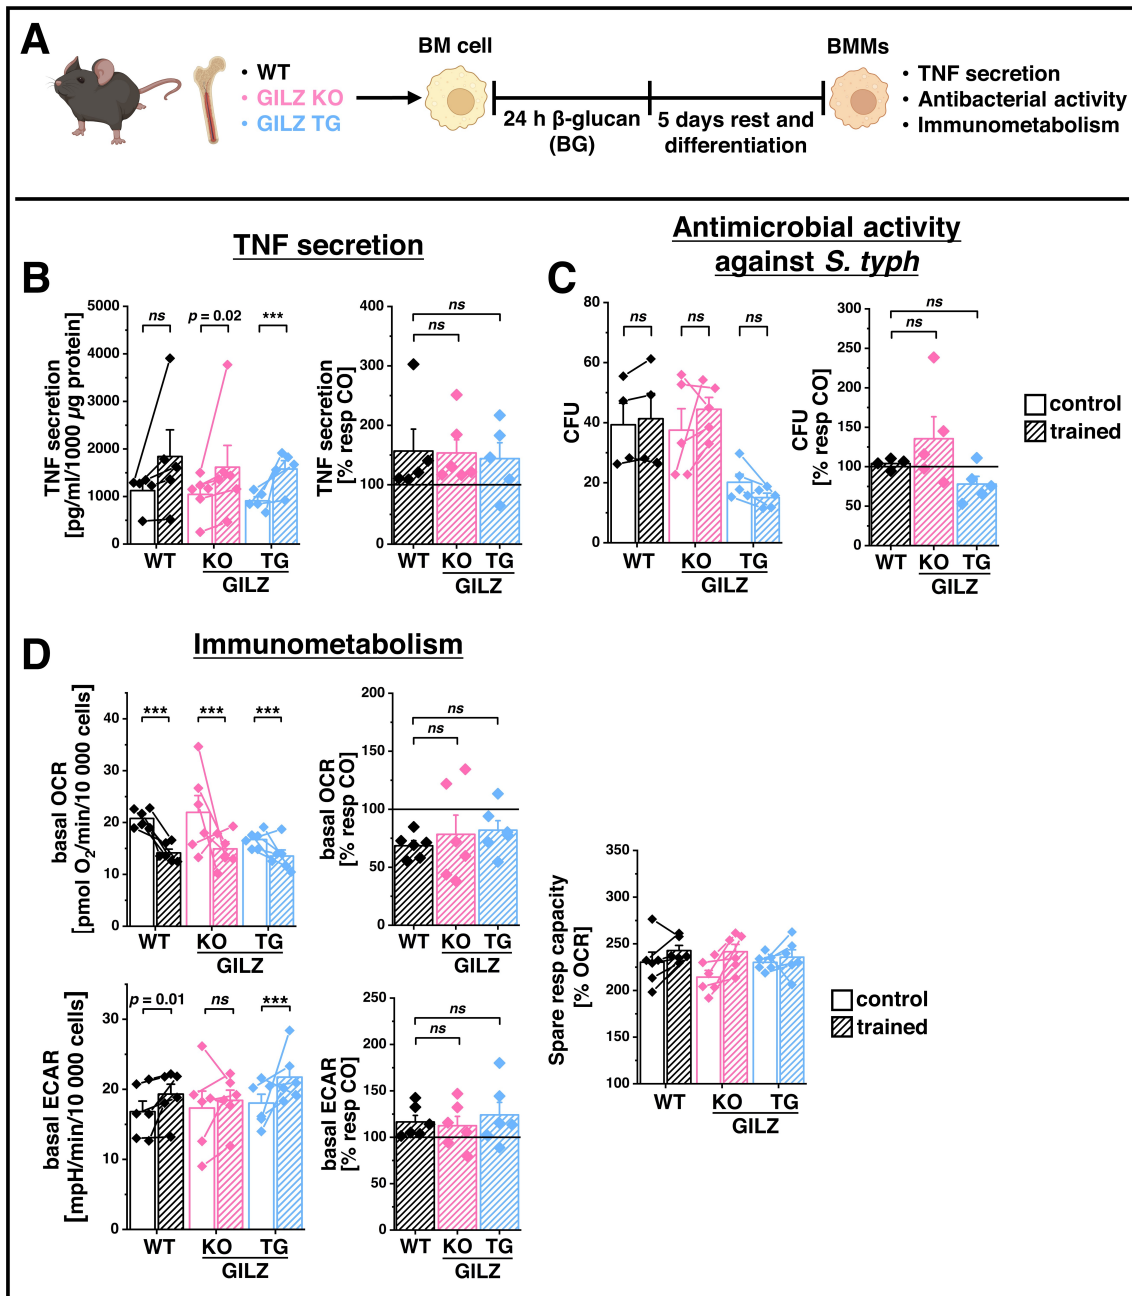 A
BM cell
BMMs
• WT
• GILZ KO
• GILZ TG
24 h β-glucan
(BG)
5 days rest and
differentiation
• TNF secretion
• Antibacterial activity
• Immunometabolism
TNF secretion
Antimicrobial activity
against S. typh
B
TNF secretion
[pg/ml/1000 µg protein]
5000
4000
3000
2000
1000
0
ns
p = 0.02
***
WT
KO
TG
GILZ
TNF secretion
[% resp CO]
400
300
200
100
0
ns
ns
WT
KO
TG
GILZ
C
CFU
80
60
40
20
0
ns
ns
ns
WT
KO
TG
GILZ
CFU
[% resp CO]
300
250
200
150
100
50
0
ns
ns
WT
KO
TG
GILZ
control
trained
D
Immunometabolism
basal OCR
[pmol O2/min/10 000 cells]
40
30
20
10
0
***
***
***
WT
KO
TG
GILZ
basal OCR
[% resp CO]
200
150
100
50
0
ns
ns
WT
KO
TG
GILZ
basal ECAR
[mpH/min/10 000 cells]
30
20
10
0
p = 0.01
ns
***
WT
KO
TG
GILZ
basal ECAR
[% resp CO]
250
200
150
100
50
0
ns
ns
WT
KO
TG
GILZ
Spare resp capacity
[% OCR]
350
300
250
200
150
100
WT
KO
TG
GILZ
control
trained